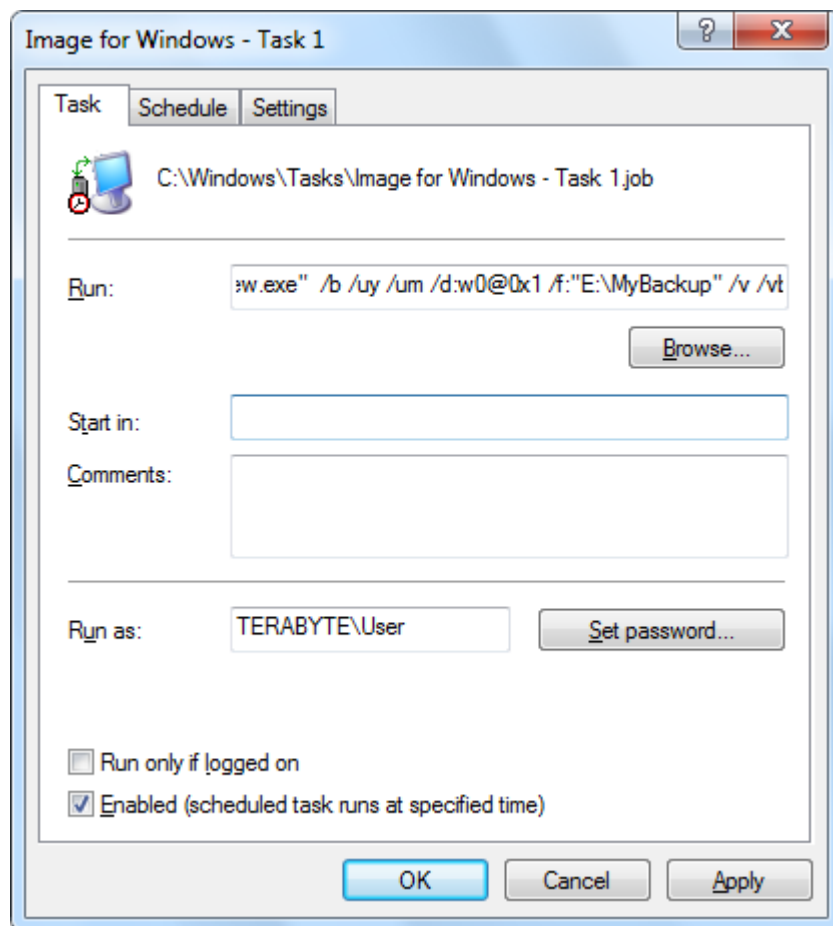 Image for Windows - Task 1
Task Schedule Settings
C:\Windows\Tasks\Image for Windows - Task 1.job
Run: ew.exe" /b /uy /um /d:w0@0x1 /f:"E:\MyBackup" /v /vb
Browse...
Start in:
Comments:
Run as: TERABYTE\User Set password...
Run only if logged on
Enabled (scheduled task runs at specified time)
OK Cancel Apply